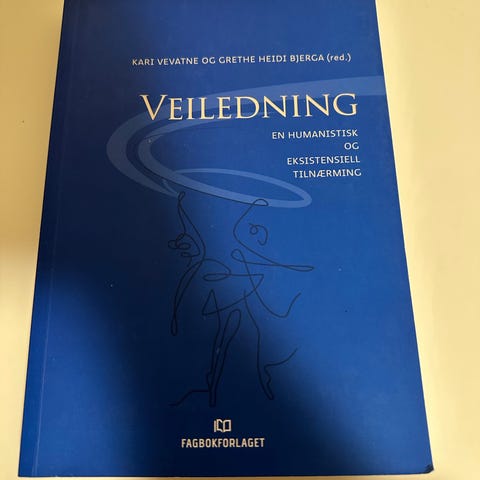 KARI VEVATNE OG GRETHE HEIDI BJERGA (red.)
VEILEDNING
EN HUMANISTISK
OG
EKSISTENSIELL
TILNÆRMING
FAGBOKFORLAGET